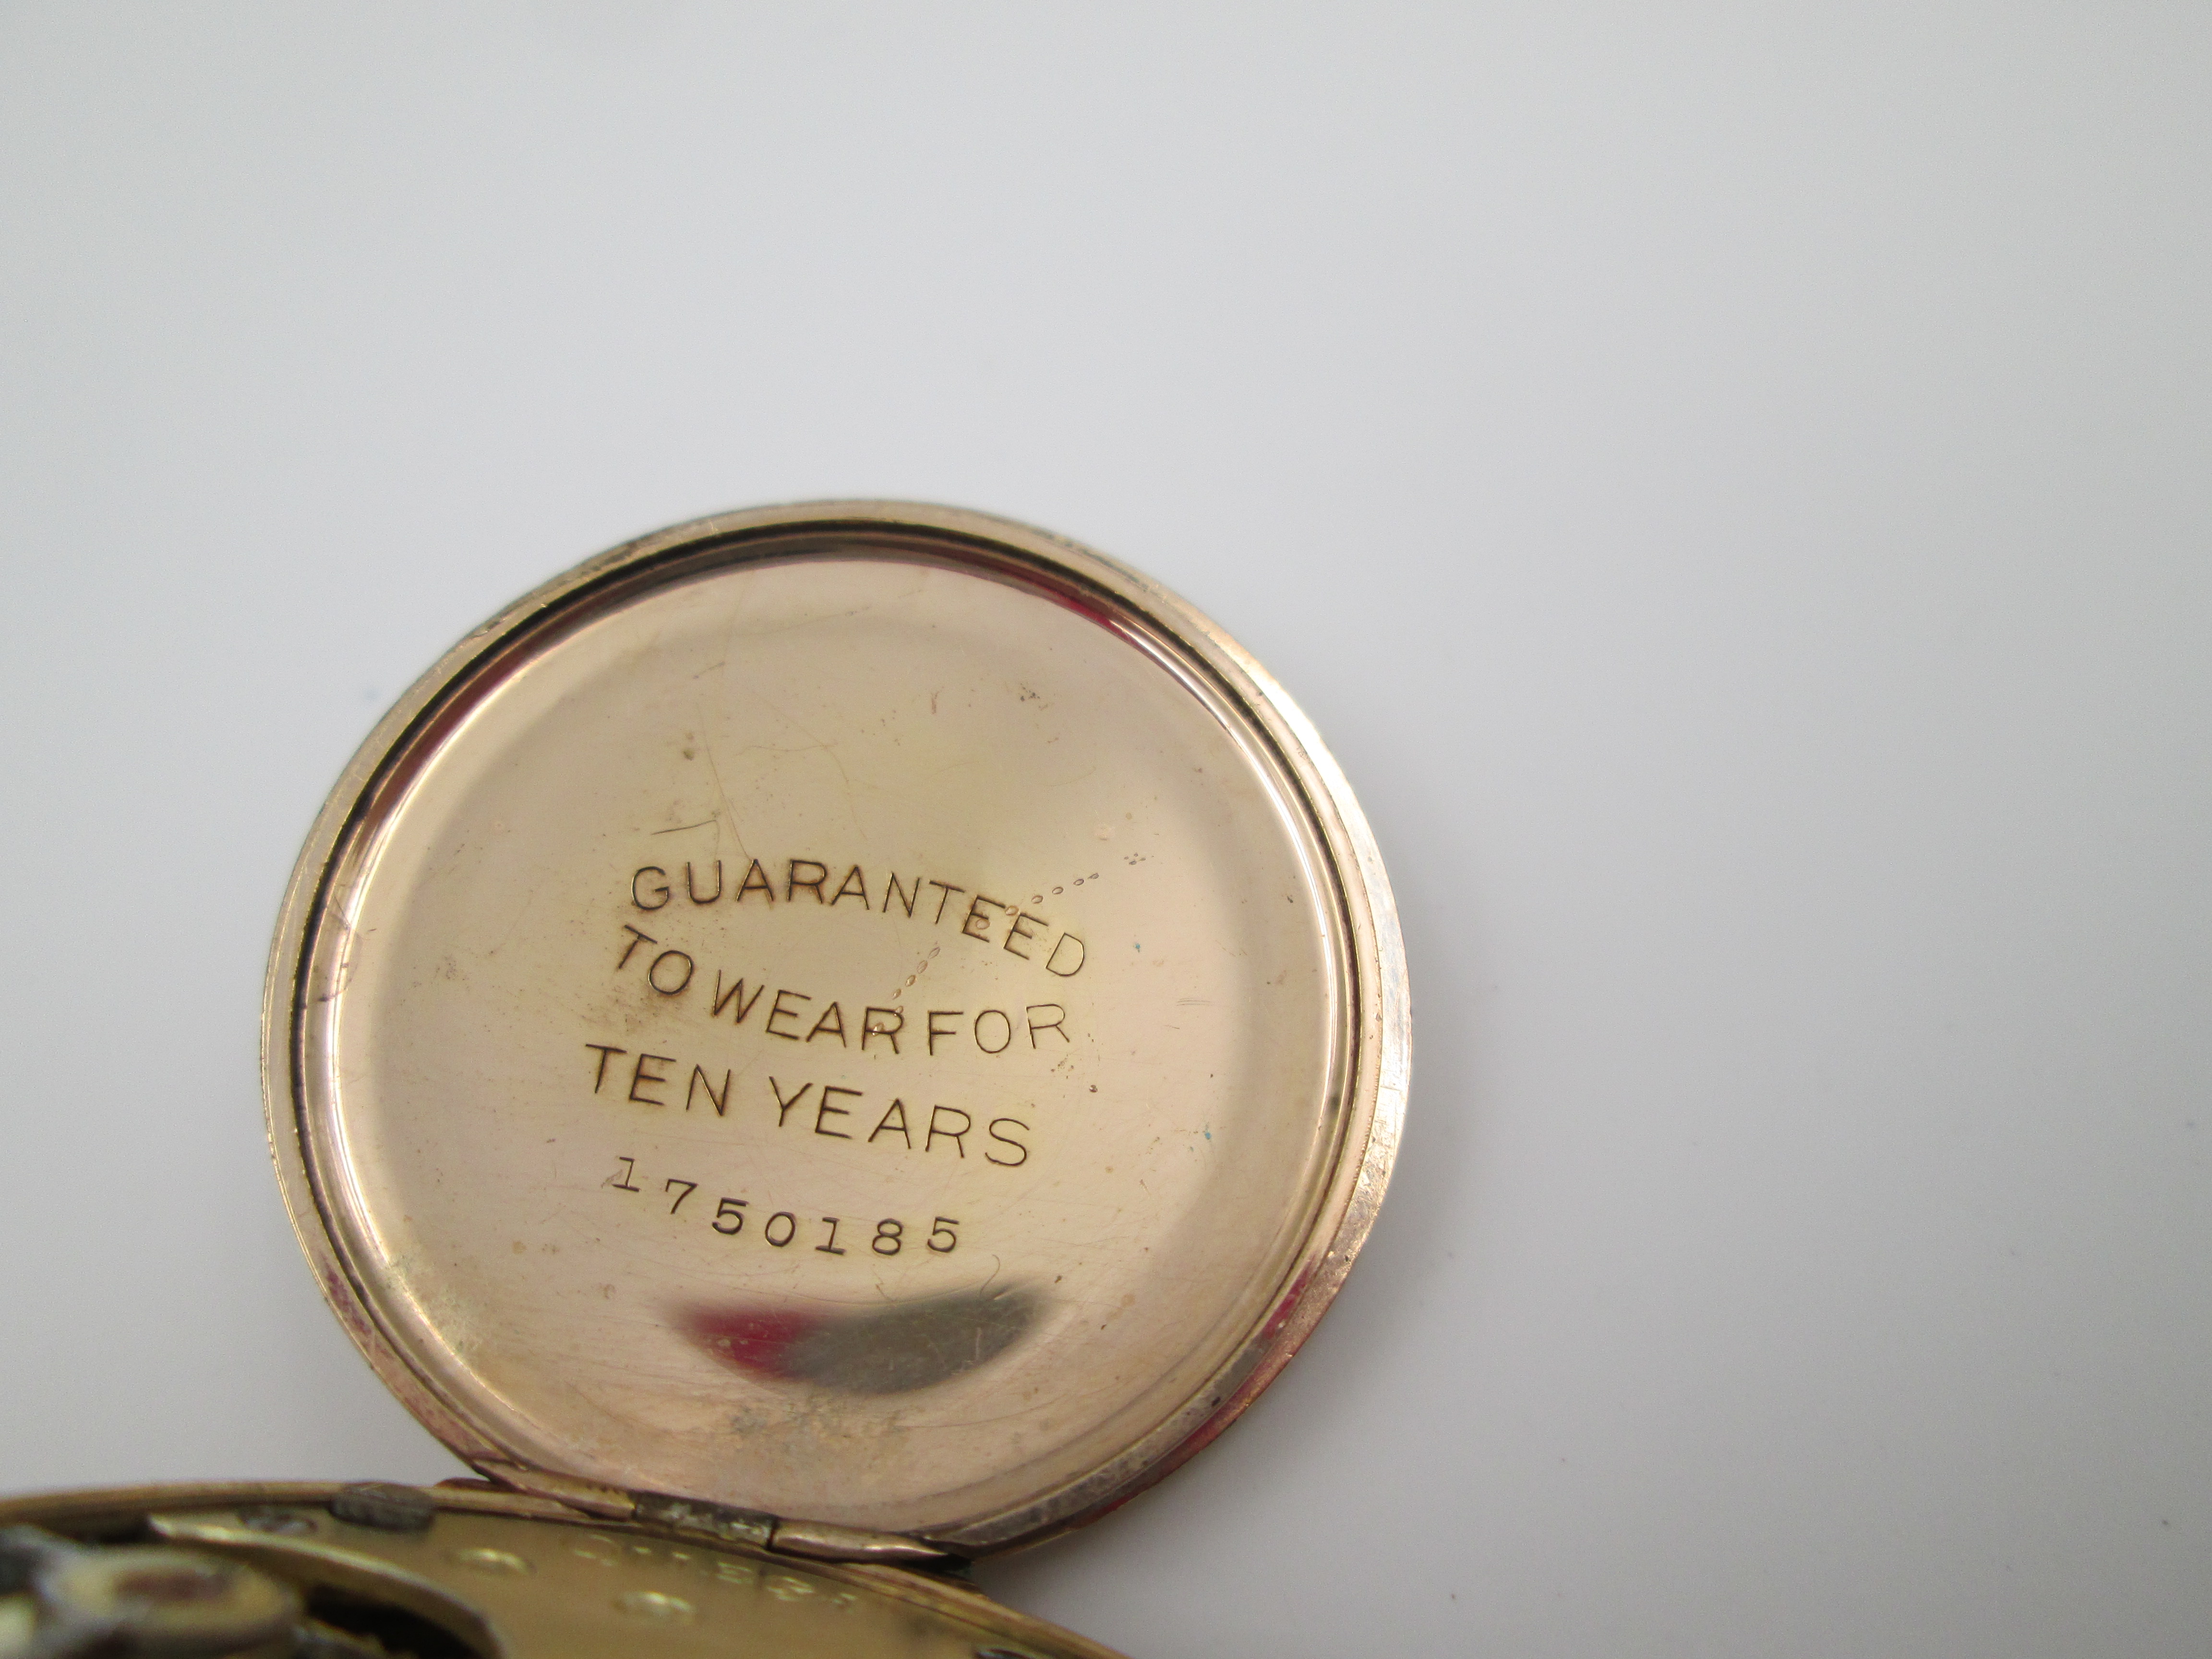 GUARANTEED
TO WEAR FOR
TEN YEARS
1750185